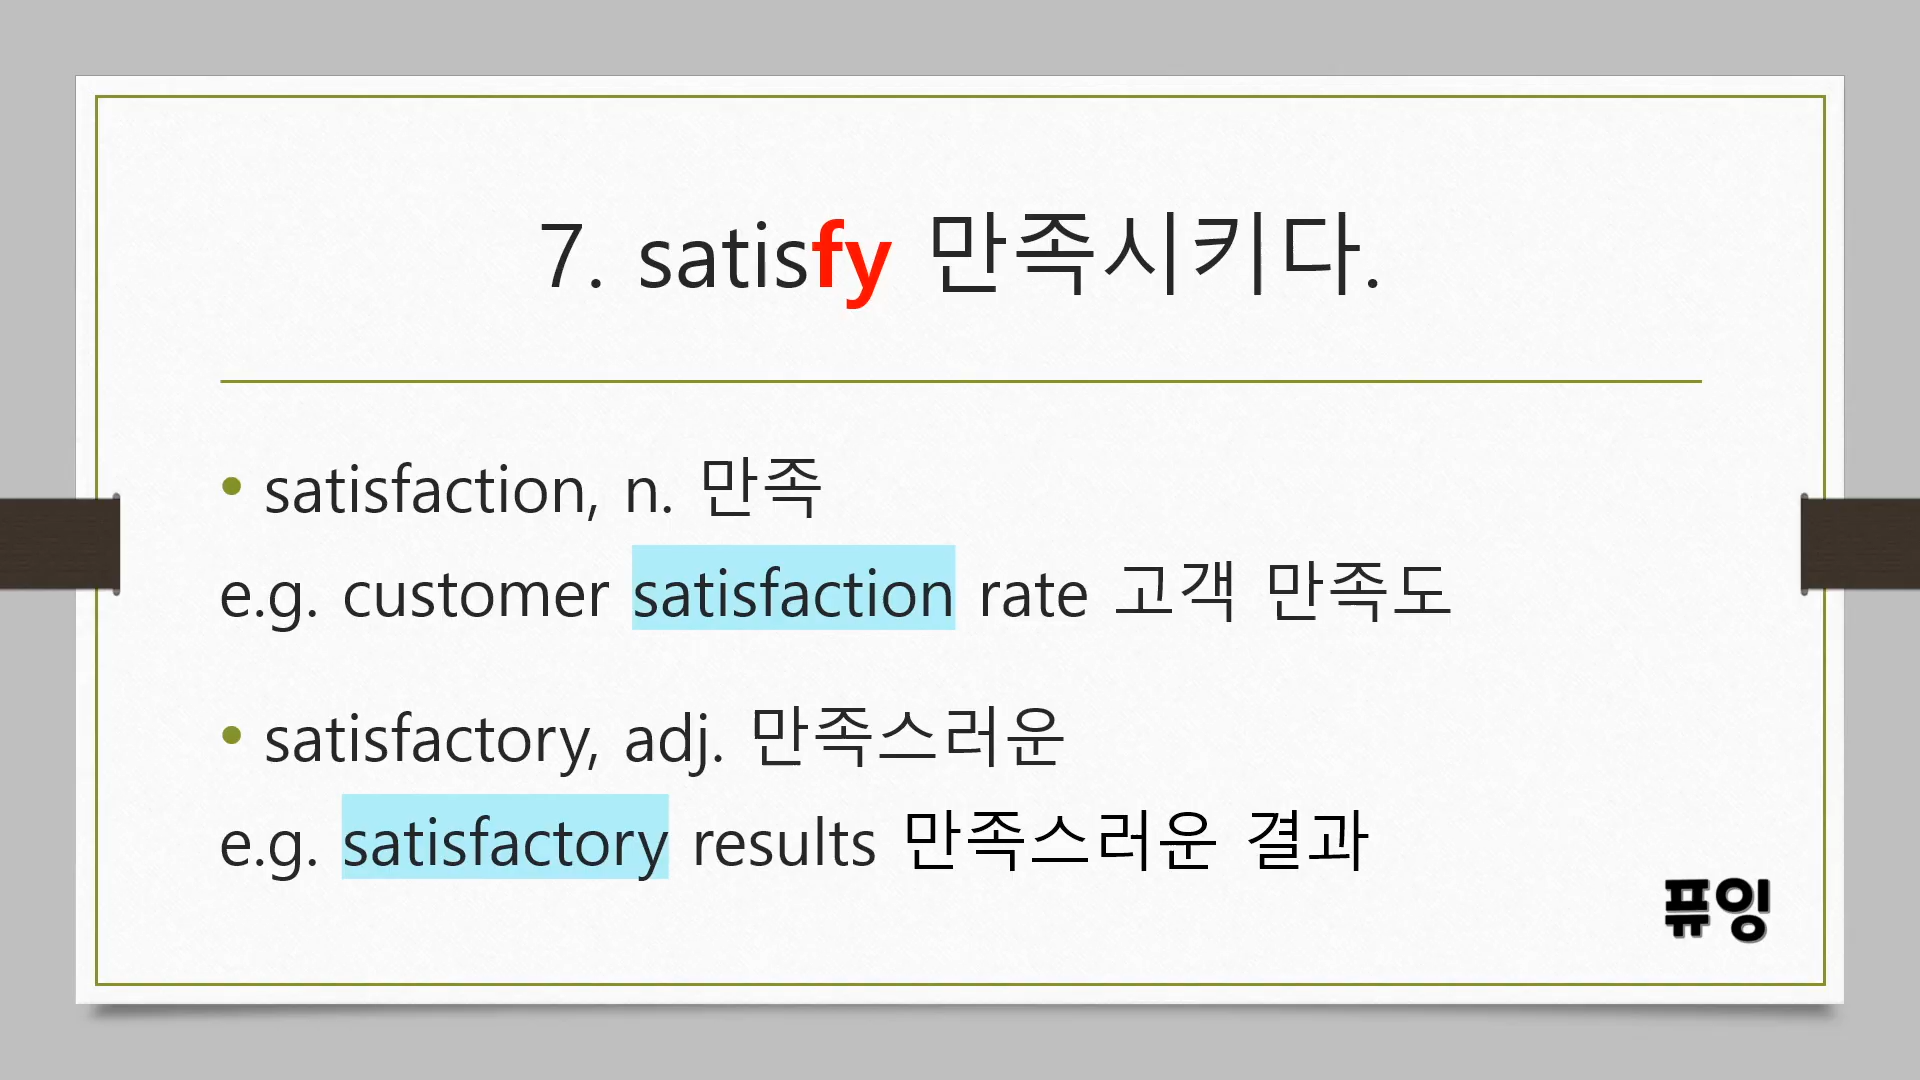 7. satisfy 만족시키다.
• satisfaction, n. 만족
e.g. customer satisfaction rate 고객 만족도
• satisfactory, adj. 만족스러운
e.g. satisfactory results 만족스러운 결과
퓨잉